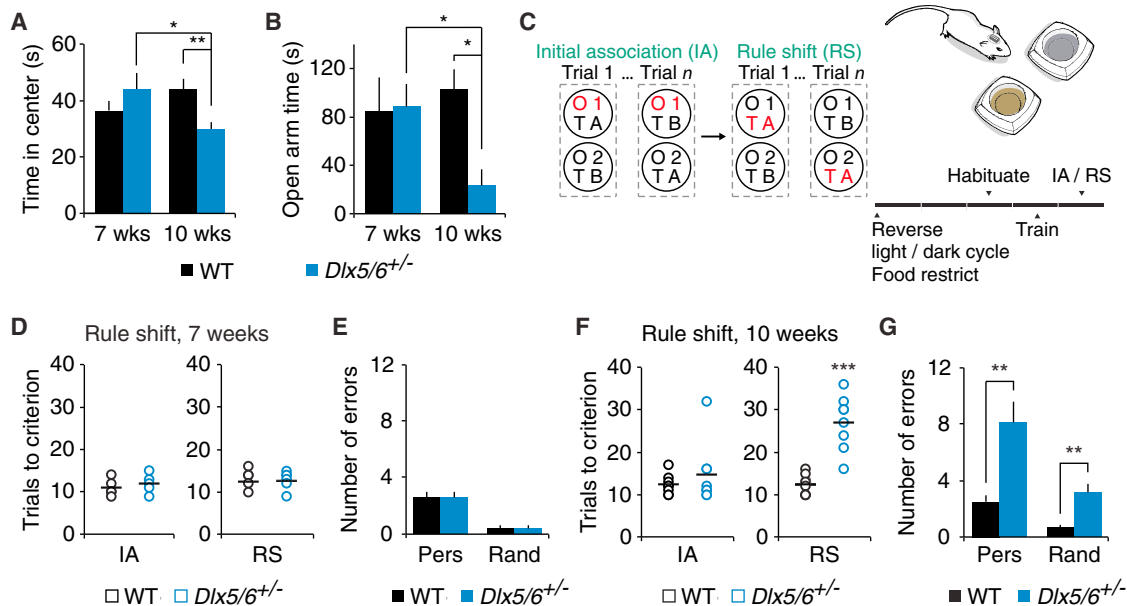 A
Time in center (s)
60
40
20
0
*
**
7 wks
10 wks
B
Open arm time (s)
120
80
40
0
*
*
7 wks
10 wks
WT
Dlx5/6+/-
C
Initial association (IA)
Rule shift (RS)
Trial 1 ... Trial n
Trial 1 ... Trial n
O 1
T A
O 2
T B
O 1
T B
O 2
T A
O 1
T A
O 2
T B
O 1
T B
O 2
T A
Habituate
IA / RS
Reverse
light / dark cycle
Food restrict
Train
D
Rule shift, 7 weeks
Trials to criterion
40
30
20
10
0
IA
40
30
20
10
0
RS
WT
Dlx5/6+/-
E
Number of errors
12
8
4
0
Pers
Rand
WT
Dlx5/6+/-
F
Rule shift, 10 weeks
Trials to criterion
40
30
20
10
0
IA
40
30
20
10
0
***
RS
WT
Dlx5/6+/-
G
Number of errors
12
8
4
0
**
**
Pers
Rand
WT
Dlx5/6+/-